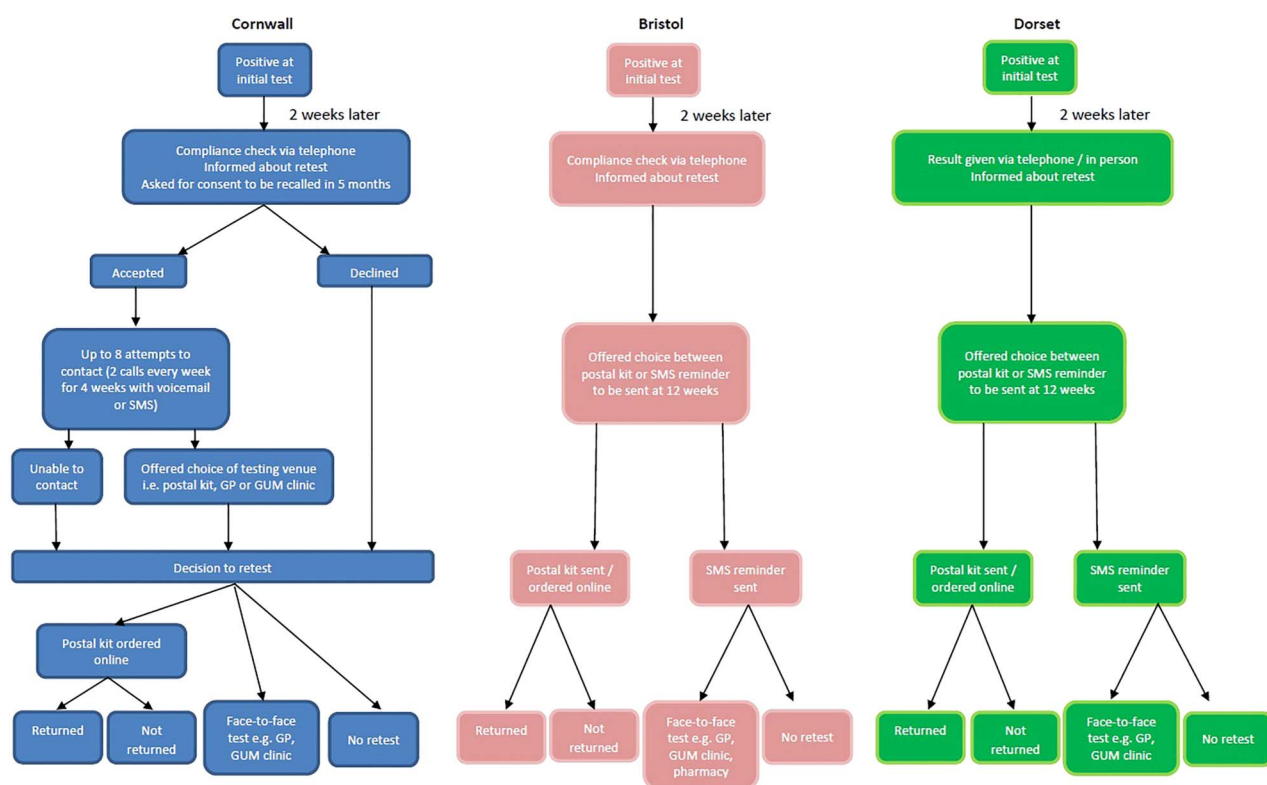 Cornwall
Positive at
initial test
2 weeks later
Compliance check via telephone
Informed about retest
Asked for consent to be recalled in 5 months
Accepted
Declined
Up to 8 attempts to
contact (2 calls every week
for 4 weeks with voicemail
or SMS)
Unable to
contact
Offered choice of testing venue
i.e. postal kit, GP or GUM clinic
Decision to retest
Postal kit ordered
online
Returned
Not
returned
Face-to-face
test e.g. GP,
GUM clinic
No retest
Bristol
Positive at
initial test
2 weeks later
Compliance check via telephone
Informed about retest
Offered choice between
postal kit or SMS reminder
to be sent at 12 weeks
Postal kit sent /
ordered online
SMS reminder
sent
Returned
Not
returned
Face-to-face
test e.g. GP,
GUM clinic,
pharmacy
No retest
Dorset
Positive at
initial test
2 weeks later
Result given via telephone / in person
Informed about retest
Offered choice between
postal kit or SMS reminder
to be sent at 12 weeks
Postal kit sent /
ordered online
SMS reminder
sent
Returned
Not
returned
Face-to-face
test e.g. GP,
GUM clinic
No retest